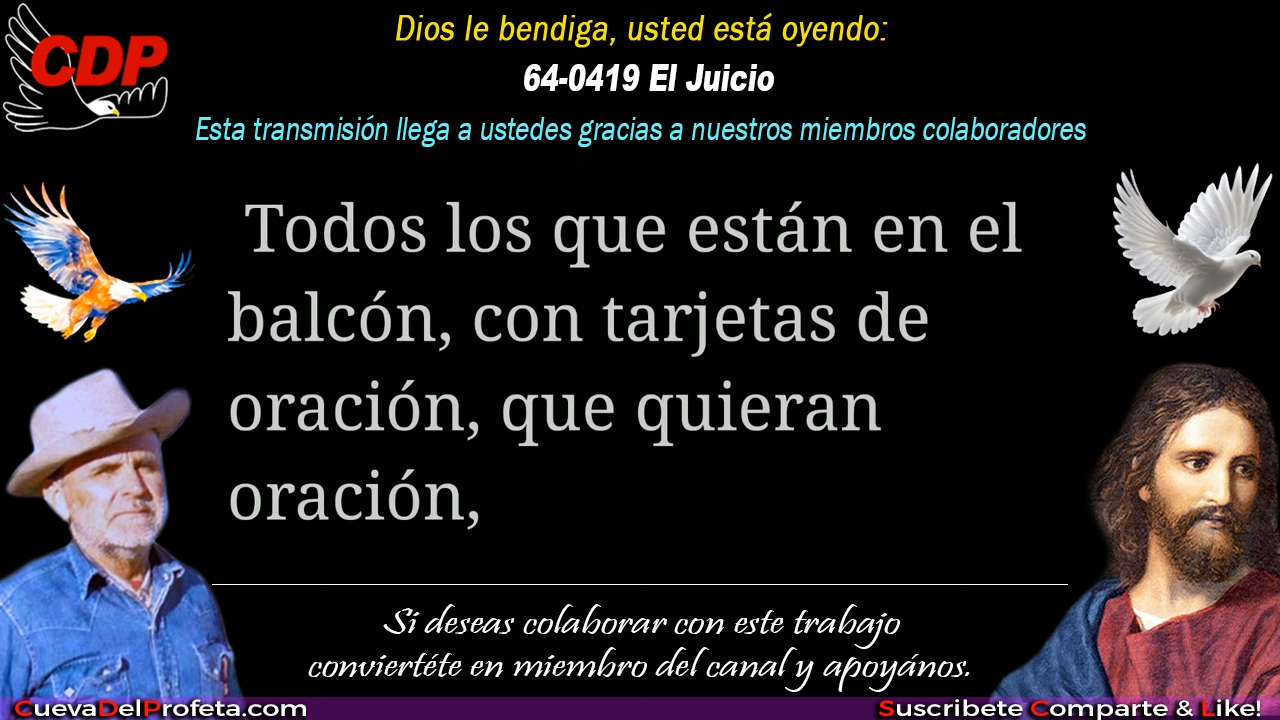 CDP
Dios le bendiga, usted está oyendo:
64-0419 El Juicio
Esta transmisión llega a ustedes gracias a nuestros miembros colaboradores
Todos los que están en el
balcón, con tarjetas de
oración, que quieran
oración,
Si deseas colaborar con este trabajo
conviertéte en miembro del canal y apoyános.
CuevaDelProfeta.com
Suscribete Comparte & Like!